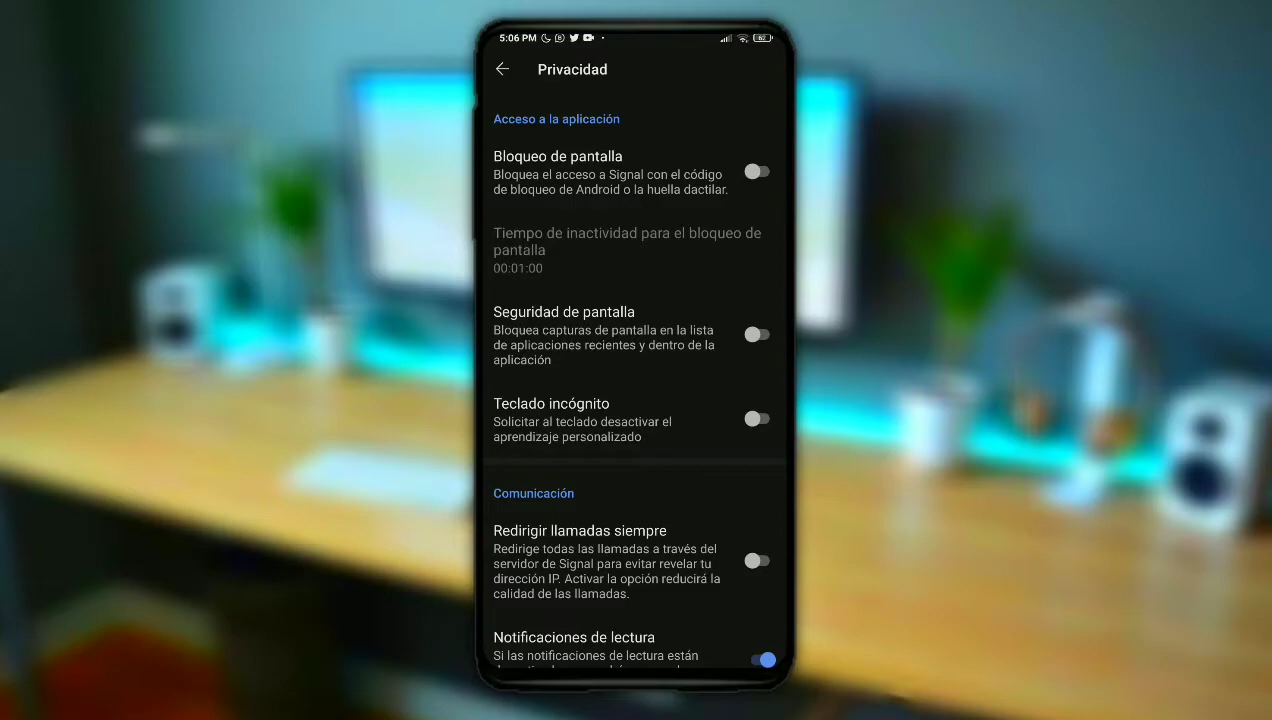 5:06 PM
62
Privacidad
Acceso a la aplicación
Bloqueo de pantalla
Bloquea el acceso a Signal con el código
de bloqueo de Android o la huella dactilar.
Tiempo de inactividad para el bloqueo de
pantalla
00:01:00
Seguridad de pantalla
Bloquea capturas de pantalla en la lista
de aplicaciones recientes y dentro de la
aplicación
Teclado incógnito
Solicitar al teclado desactivar el
aprendizaje personalizado
Comunicación
Redirigir llamadas siempre
Redirige todas las llamadas a través del
servidor de Signal para evitar revelar tu
dirección IP. Activar la opción reducirá la
calidad de las llamadas.
Notificaciones de lectura
Si las notificaciones de lectura están